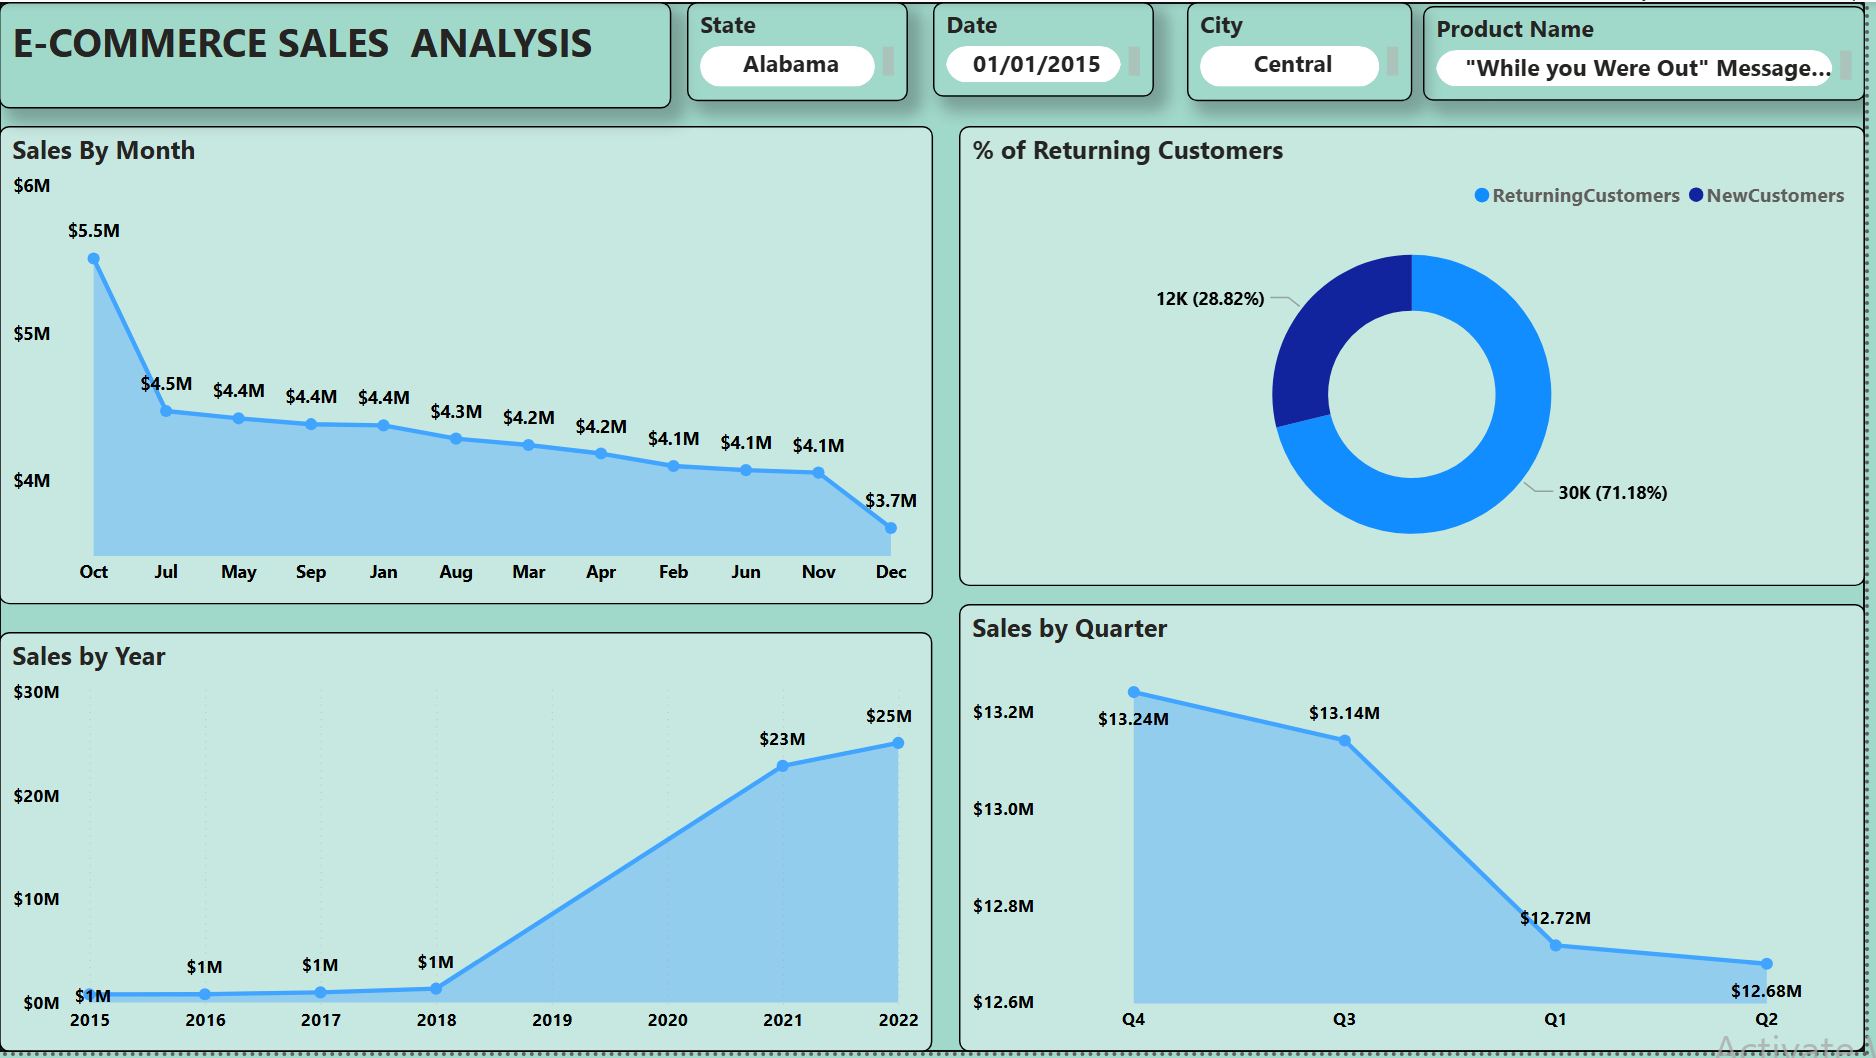 E-COMMERCE SALES  ANALYSIS
State
Alabama
Date
01/01/2015
City
Central
Product Name
"While you Were Out" Message...
Sales By Month
$6M
$5M
$4M
$5.5M
$4.5M
$4.4M
$4.4M
$4.4M
$4.3M
$4.2M
$4.2M
$4.1M
$4.1M
$4.1M
$3.7M
Oct Jul May Sep Jan Aug Mar Apr Feb Jun Nov Dec
% of Returning Customers
ReturningCustomers NewCustomers
12K (28.82%)
30K (71.18%)
Sales by Year
$30M
$20M
$10M
$0M
$1M
$1M
$1M
$1M
$23M
$25M
2015 2016 2017 2018 2019 2020 2021 2022
Sales by Quarter
$13.2M
$13.0M
$12.8M
$12.6M
$13.24M
$13.14M
$12.72M
$12.68M
Q4 Q3 Q1 Q2
Activate